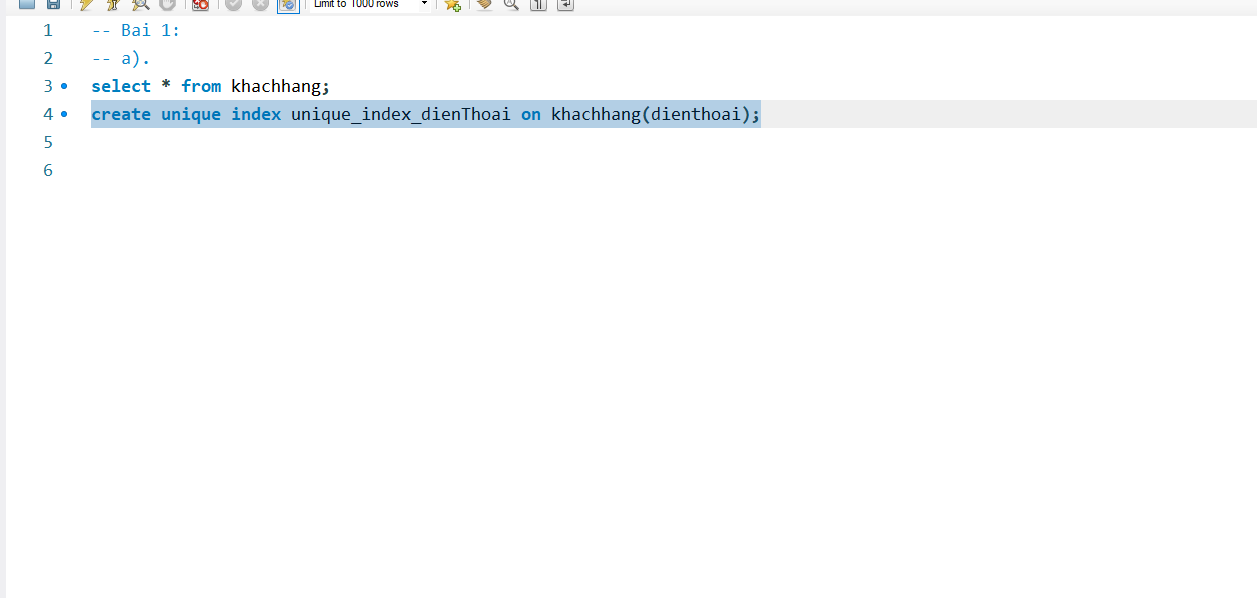 Limit to 1000 rows
1 -- Bai 1:
2 -- a).
3 select * from khachhang;
4 create unique index unique_index_dienThoai on khachhang(dienthoai);
5
6